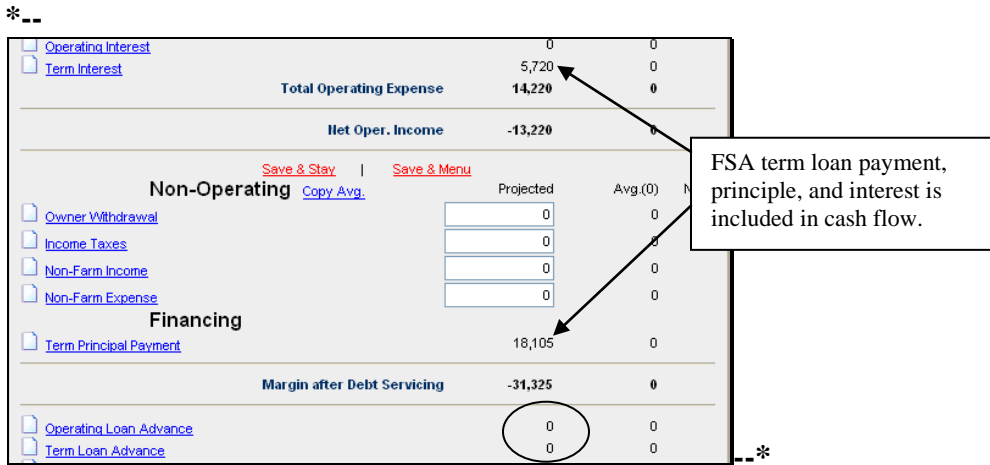 *--
Operating Interest 0 0
Term Interest 5,720 0
Total Operating Expense 14,220 0
Net Oper. Income -13,220 0
Save & Stay | Save & Menu
Non-Operating Copy Avg. Projected Avg.(0) N
Owner Withdrawal 0 0
Income Taxes 0 0
Non-Farm Income 0 0
Non-Farm Expense 0 0
Financing
Term Principal Payment 18,105 0
Margin after Debt Servicing -31,325 0
Operating Loan Advance 0 0
Term Loan Advance 0 0
FSA term loan payment,
principle, and interest is
included in cash flow.
--*